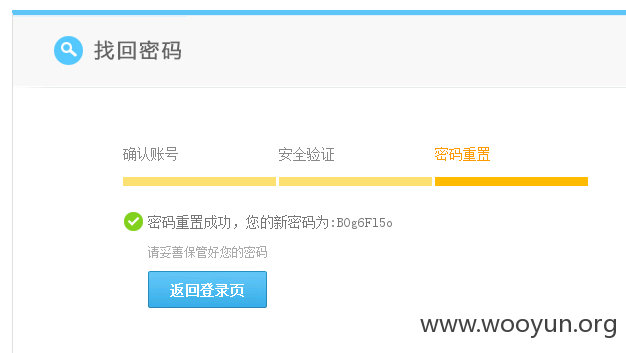 找回密码
确认账号 安全验证 密码重置
密码重置成功，您的新密码为:B0g6Fl5o
请妥善保管好您的密码
返回登录页
www.wooyun.org